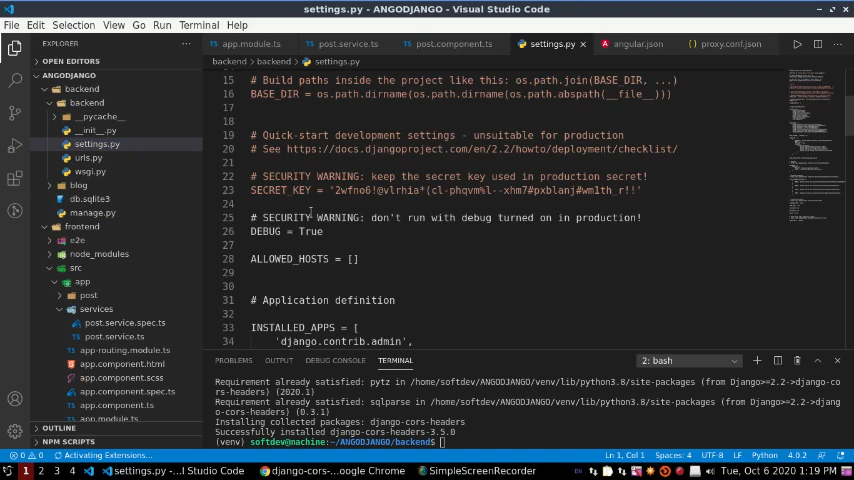 settings.py - ANGODJANGO - Visual Studio Code
File Edit Selection View Go Run Terminal Help
EXPLORER ···
OPEN EDITORS
ANGODJANGO
backend
backend
__pycache__
__init__.py
settings.py
urls.py
wsgi.py
blog
db.sqlite3
manage.py
frontend
e2e
node_modules
src
app
post
services
post.service.spec.ts
post.service.ts
app-routing.module.ts
app.component.html
app.component.scss
app.component.spec.ts
app.component.ts
app.module.ts
OUTLINE
NPM SCRIPTS
app.module.ts post.service.ts post.component.ts settings.py angular.json proxy.conf.json
backend backend settings.py
15 # Build paths inside the project like this: os.path.join(BASE_DIR, ...)
16 BASE_DIR = os.path.dirname(os.path.dirname(os.path.abspath(__file__)))
17
18
19 # Quick-start development settings - unsuitable for production
20 # See https://docs.djangoproject.com/en/2.2/howto/deployment/checklist/
21
22 # SECURITY WARNING: keep the secret key used in production secret!
23 SECRET_KEY = '2wfno6!@vlrhia*(cl-phqvm%l--xhm7#pxblanj#wm1th_r!!'
24
25 # SECURITY WARNING: don't run with debug turned on in production!
26 DEBUG = True
27
28 ALLOWED_HOSTS = []
29
30
31 # Application definition
32
33 INSTALLED_APPS = [
34 'django.contrib.admin',
PROBLEMS OUTPUT DEBUG CONSOLE TERMINAL 2: bash
Requirement already satisfied: pytz in /home/softdev/ANGODJANGO/venv/lib/python3.8/site-packages (from Django>=2.2->django-co
rs-headers) (2020.1)
Requirement already satisfied: sqlparse in /home/softdev/ANGODJANGO/venv/lib/python3.8/site-packages (from Django>=2.2->djang
o-cors-headers) (0.3.1)
Installing collected packages: django-cors-headers
Successfully installed django-cors-headers-3.5.0
(venv) softdev@machine:~/ANGODJANGO/backend$
0 0 Activating Extensions... Ln 1, Col 1 Spaces: 4 UTF-8 LF Python 4.0.2
1 2 3 4 settings.py -...l Studio Code django-cors-...oogle Chrome SimpleScreenRecorder EN Tue, Oct 6 2020 1:19 PM